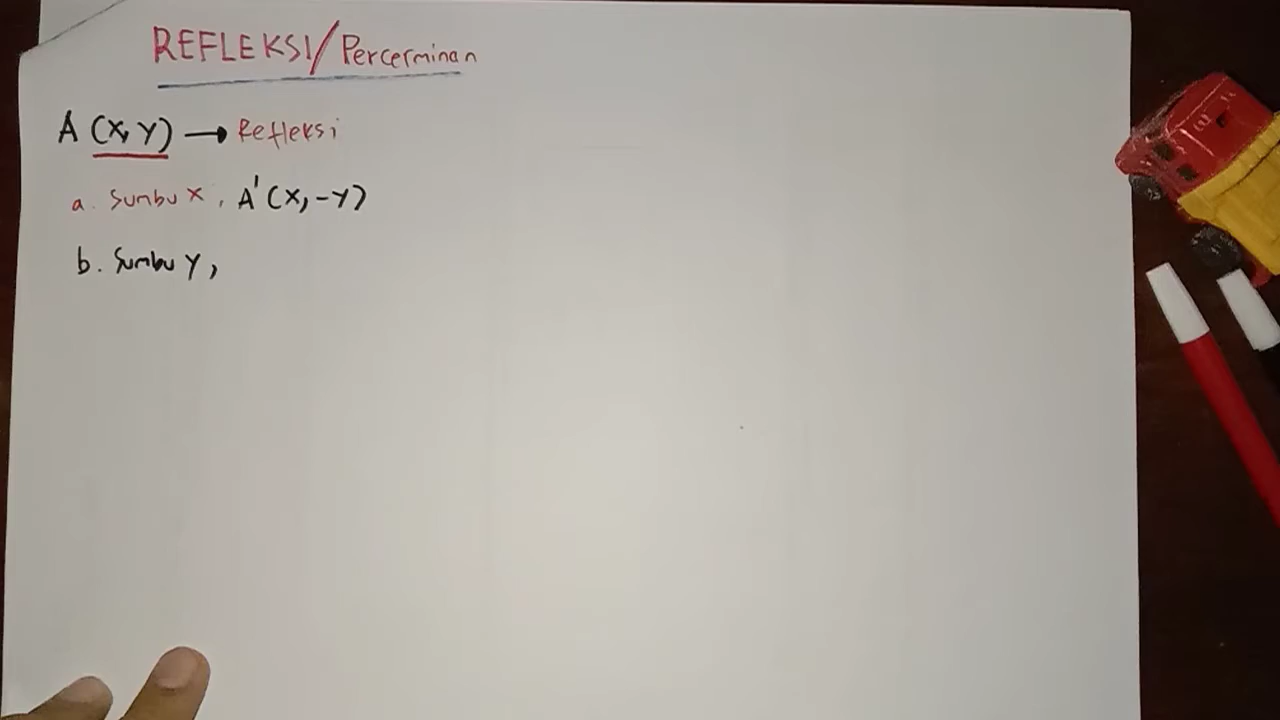 REFLEKSI/Percerminan
A (X,Y) → Refleksi
a. Sumbu X, A'(X,-Y)
b. Sumbu Y,